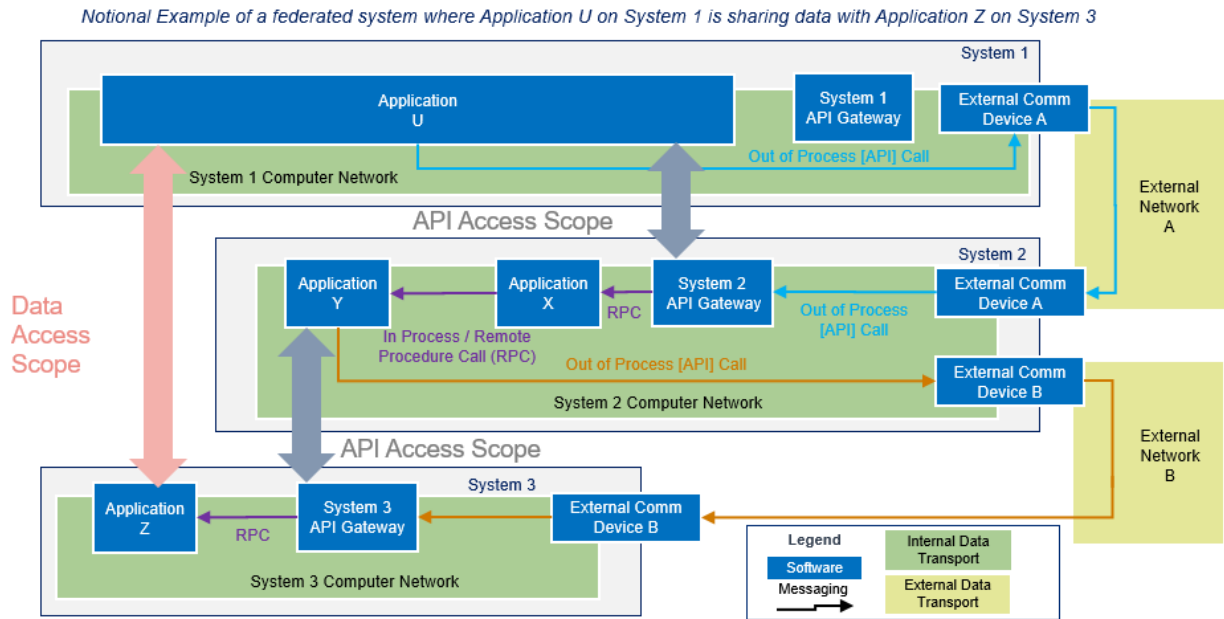 Notional Example of a federated system where Application U on System 1 is sharing data with Application Z on System 3
System 1
Application
U
System 1
API Gateway
External Comm
Device A
Out of Process [API] Call
System 1 Computer Network
External
Network
A
API Access Scope
System 2
Application
Y
Application
X
System 2
API Gateway
External Comm
Device A
RPC
Out of Process
[API] Call
In Process / Remote
Procedure Call (RPC)
Out of Process [API] Call
External Comm
Device B
System 2 Computer Network
Data
Access
Scope
External
Network
B
API Access Scope
System 3
Application
Z
System 3
API Gateway
External Comm
Device B
RPC
System 3 Computer Network
Legend
Software
Messaging
Internal Data
Transport
External Data
Transport